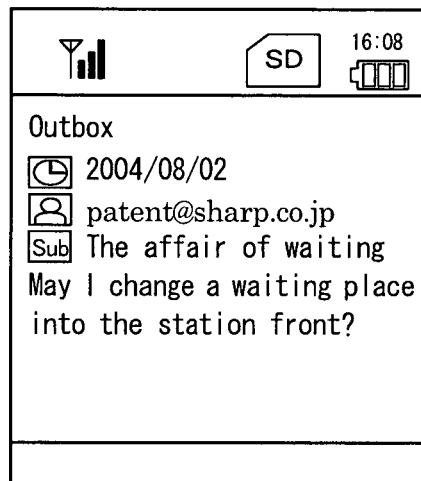 SD
16:08
Outbox
2004/08/02
patent@sharp.co.jp
Sub The affair of waiting
May I change a waiting place
into the station front?